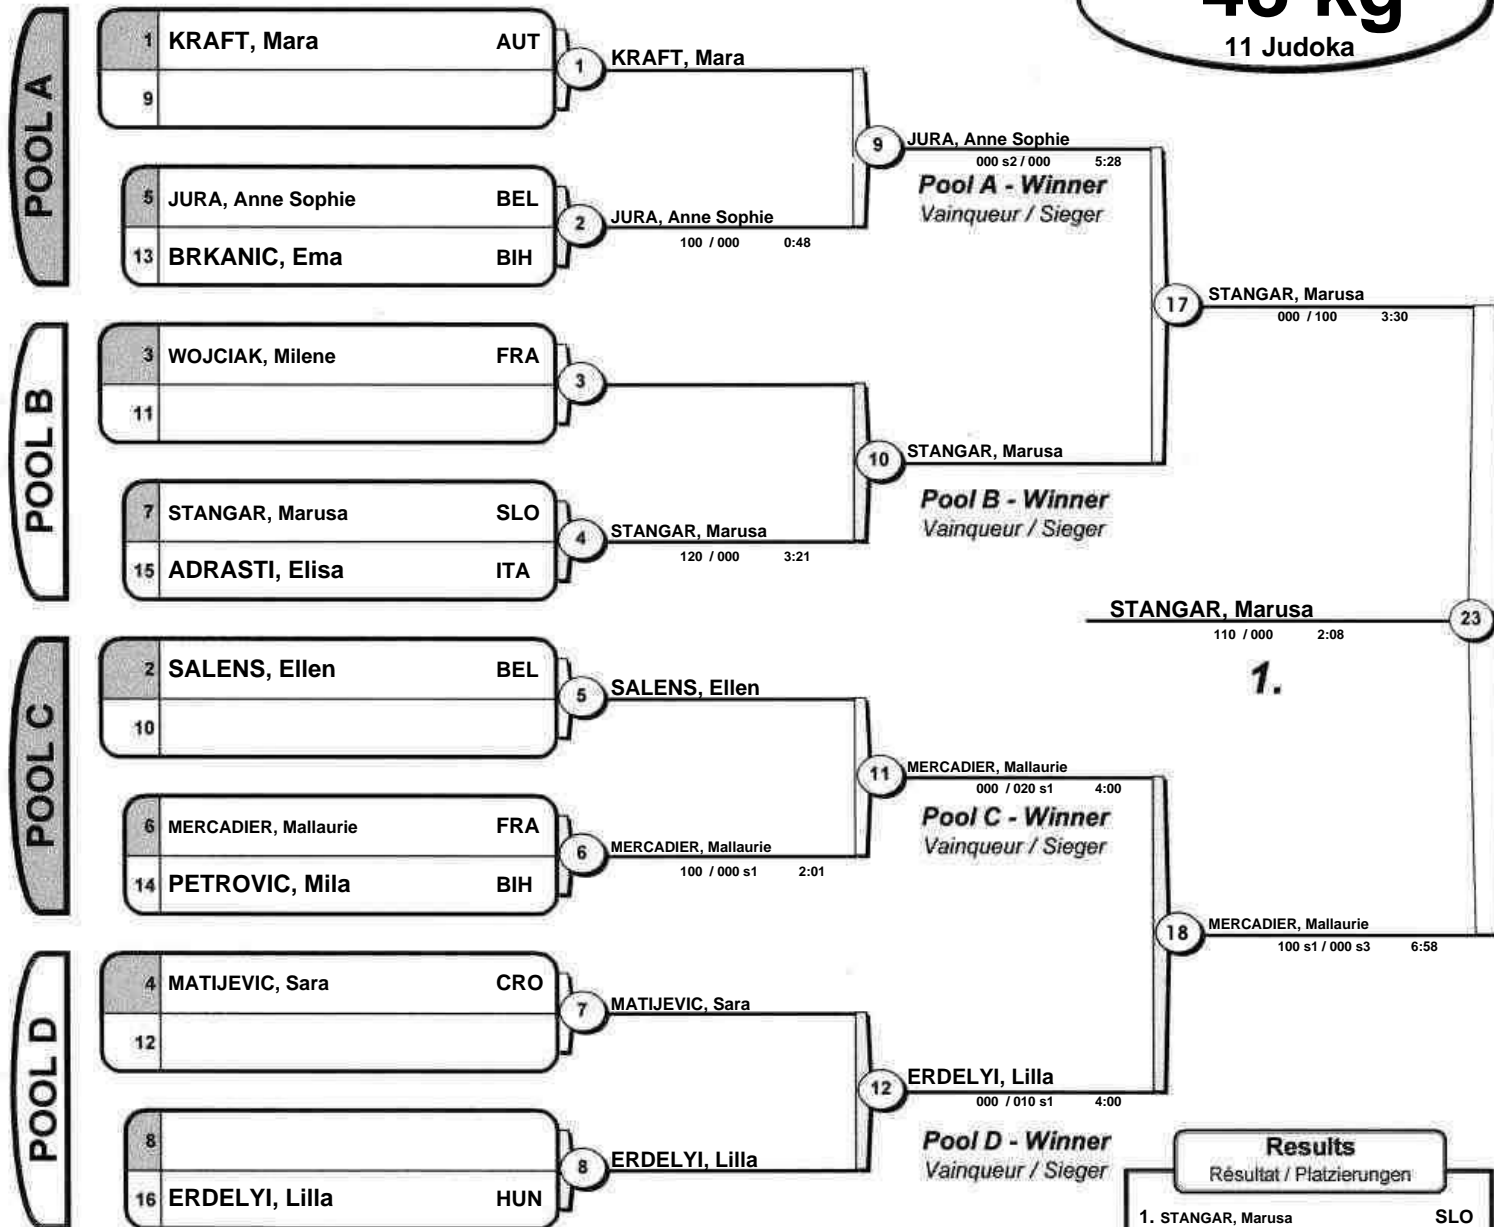 48 kg
11 Judoka
POOL A
1 KRAFT, Mara AUT
9
1 KRAFT, Mara
5 JURA, Anne Sophie BEL
13 BRKANIC, Ema BIH
2 JURA, Anne Sophie
100 / 000 0:48
9 JURA, Anne Sophie
000 s2 / 000 5:28
Pool A - Winner
Vainqueur / Sieger
POOL B
3 WOJCIAK, Milene FRA
11
3
7 STANGAR, Marusa SLO
15 ADRASTI, Elisa ITA
4 STANGAR, Marusa
120 / 000 3:21
10 STANGAR, Marusa
Pool B - Winner
Vainqueur / Sieger
17 STANGAR, Marusa
000 / 100 3:30
STANGAR, Marusa 23
110 / 000 2:08
1.
POOL C
2 SALENS, Ellen BEL
10
5 SALENS, Ellen
6 MERCADIER, Mallaurie FRA
14 PETROVIC, Mila BIH
6 MERCADIER, Mallaurie
100 / 000 s1 2:01
11 MERCADIER, Mallaurie
000 / 020 s1 4:00
Pool C - Winner
Vainqueur / Sieger
18 MERCADIER, Mallaurie
100 s1 / 000 s3 6:58
POOL D
4 MATIJEVIC, Sara CRO
12
7 MATIJEVIC, Sara
8
16 ERDELYI, Lilla HUN
8 ERDELYI, Lilla
12 ERDELYI, Lilla
000 / 010 s1 4:00
Pool D - Winner
Vainqueur / Sieger
Results
Résultat / Platzierungen
1. STANGAR, Marusa SLO